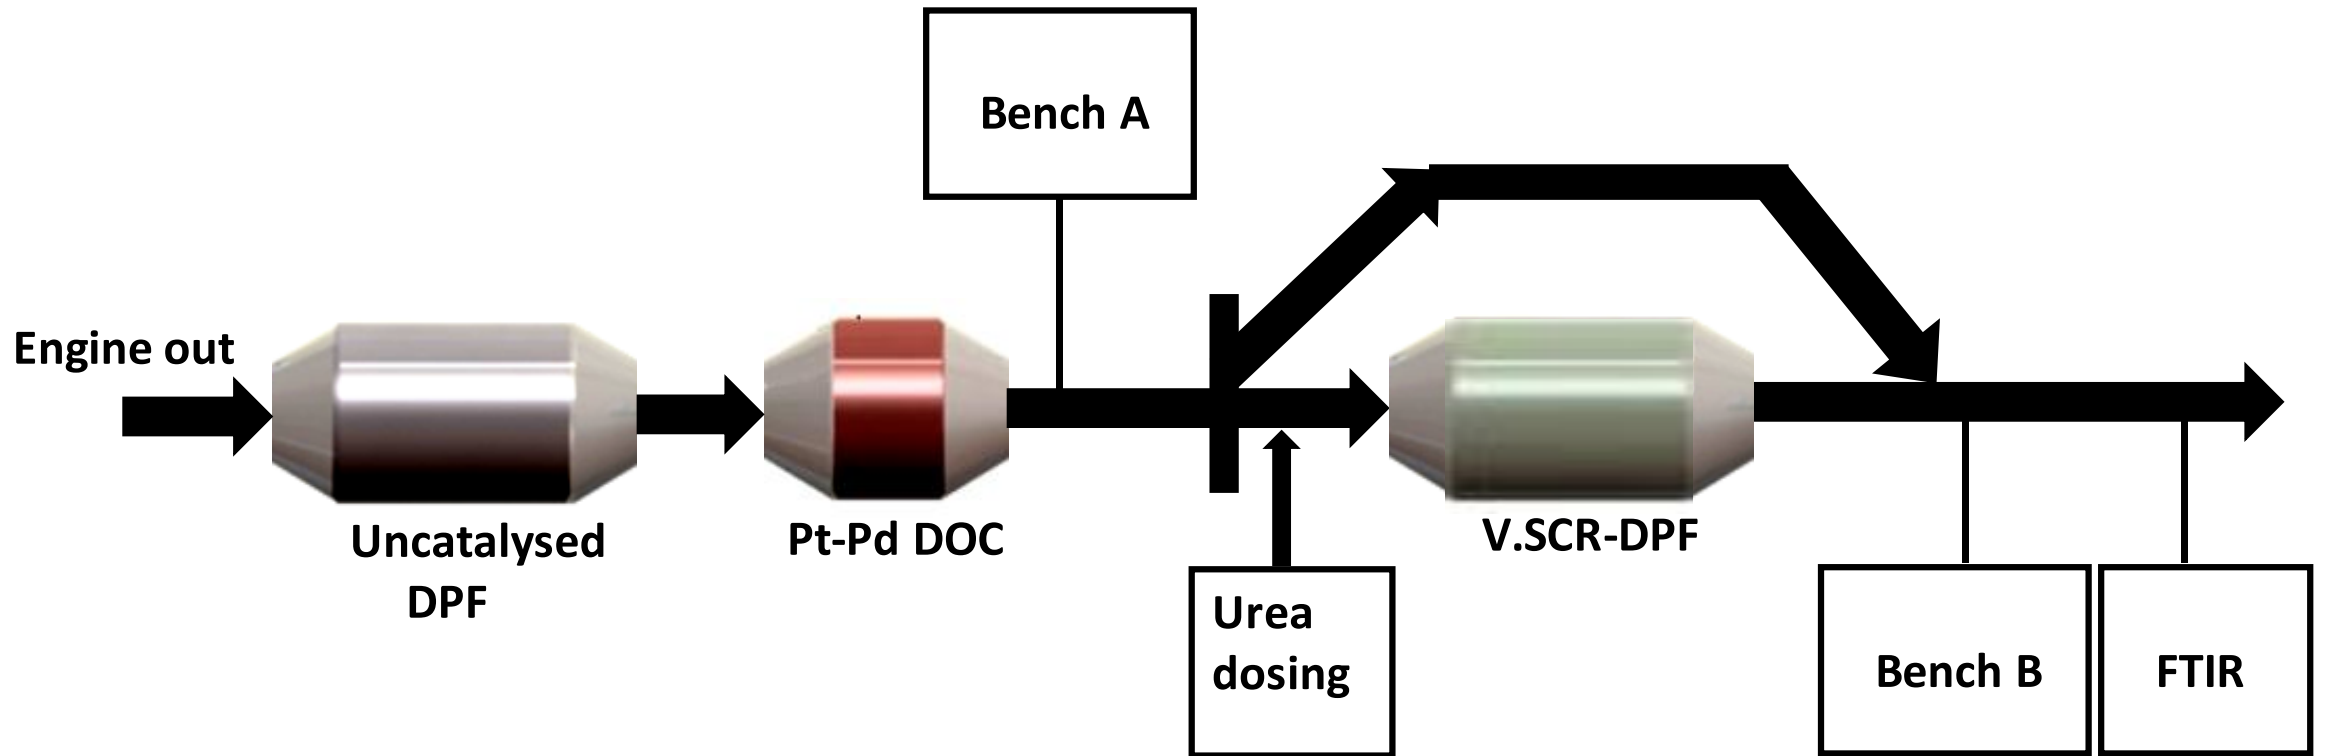 Bench A
Engine out
Uncatalysed
DPF
Pt-Pd DOC
V.SCR-DPF
Urea
dosing
Bench B
FTIR